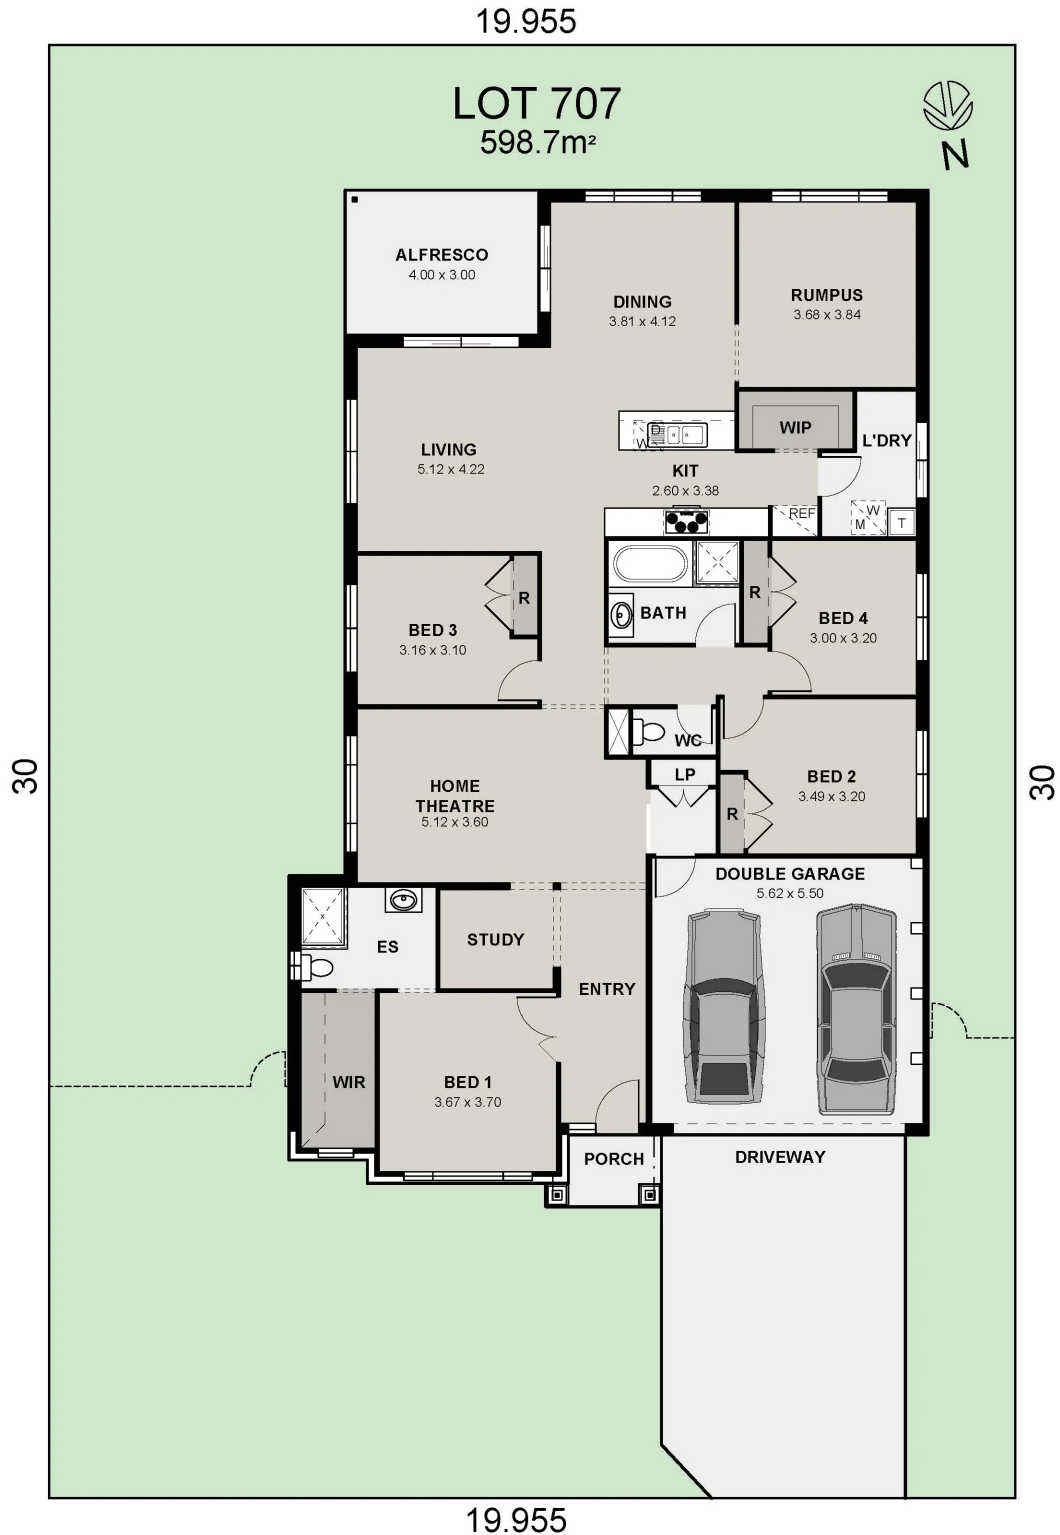 19.955
LOT 707
598.7m²
N
ALFRESCO
4.00 x 3.00
DINING
3.81 x 4.12
RUMPUS
3.68 x 3.84
WIP
L'DRY
LIVING
5.12 x 4.22
D
W
KIT
2.60 x 3.38
REF
W
M
T
R
BATH
R
BED 3
3.16 x 3.10
BED 4
3.00 x 3.20
WC
LP
BED 2
3.49 x 3.20
R
30
30
HOME
THEATRE
5.12 x 3.60
DOUBLE GARAGE
5.62 x 5.50
ES
STUDY
ENTRY
WIR
BED 1
3.67 x 3.70
PORCH
DRIVEWAY
19.955